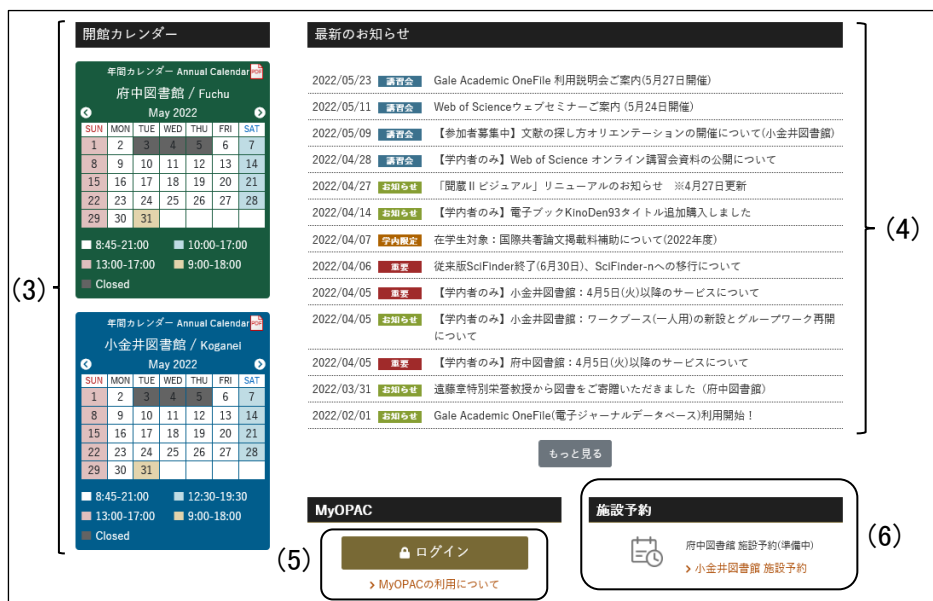 開館カレンダー
年間カレンダー Annual Calendar PDF
府中図書館 / Fuchu
May 2022
SUN MON TUE WED THU FRI SAT
1 2 3 4 5 6 7
8 9 10 11 12 13 14
15 16 17 18 19 20 21
22 23 24 25 26 27 28
29 30 31
8:45-21:00 10:00-17:00
13:00-17:00 9:00-18:00
Closed
(3)
年間カレンダー Annual Calendar PDF
小金井図書館 / Koganei
May 2022
SUN MON TUE WED THU FRI SAT
1 2 3 4 5 6 7
8 9 10 11 12 13 14
15 16 17 18 19 20 21
22 23 24 25 26 27 28
29 30 31
8:45-21:00 12:30-19:30
13:00-17:00 9:00-18:00
Closed
最新のお知らせ
2022/05/23 講習会 Gale Academic OneFile 利用説明会ご案内(5月27日開催)
2022/05/11 講習会 Web of Scienceウェブセミナーご案内 (5月24日開催)
2022/05/09 講習会 【参加者募集中】文献の探し方オリエンテーションの開催について(小金井図書館)
2022/04/28 講習会 【学内者のみ】Web of Science オンライン講習会資料の公開について
2022/04/27 お知らせ 「聞蔵Ⅱビジュアル」リニューアルのお知らせ ※4月27日更新
2022/04/14 お知らせ 【学内者のみ】電子ブックKinoDen93タイトル追加購入しました
2022/04/07 学内限定 在学生対象：国際共著論文掲載料補助について(2022年度)
2022/04/06 重要 従来版SciFinder終了(6月30日)、SciFinder-nへの移行について
2022/04/05 重要 【学内者のみ】小金井図書館：4月5日(火)以降のサービスについて
2022/04/05 お知らせ 【学内者のみ】小金井図書館：ワークブース(一人用)の新設とグループワーク再開
について
2022/04/05 重要 【学内者のみ】府中図書館：4月5日(火)以降のサービスについて
2022/03/31 お知らせ 遠藤章特別栄誉教授から図書をご寄贈いただきました（府中図書館）
2022/02/01 お知らせ Gale Academic OneFile(電子ジャーナルデータベース)利用開始！
(4)
もっと見る
MyOPAC
ログイン
MyOPACの利用について
(5)
施設予約
府中図書館 施設予約(準備中)
小金井図書館 施設予約
(6)